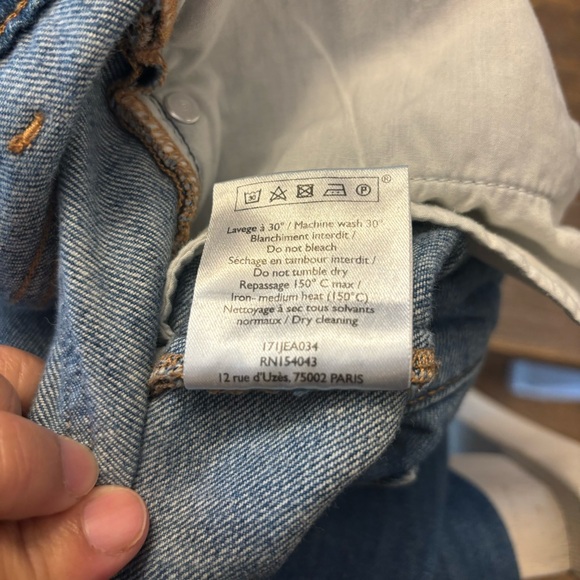 30 P ®
Lavage à 30° / Machine wash 30°
Blanchiment interdit /
Do not bleach
Séchage en tambour interdit /
Do not tumble dry
Repassage 150° C max /
Iron- medium heat (150°C)
Nettoyage à sec tous solvants
normaux / Dry cleaning
171JEA034
RN154043
12 rue d'Uzès, 75002 PARIS